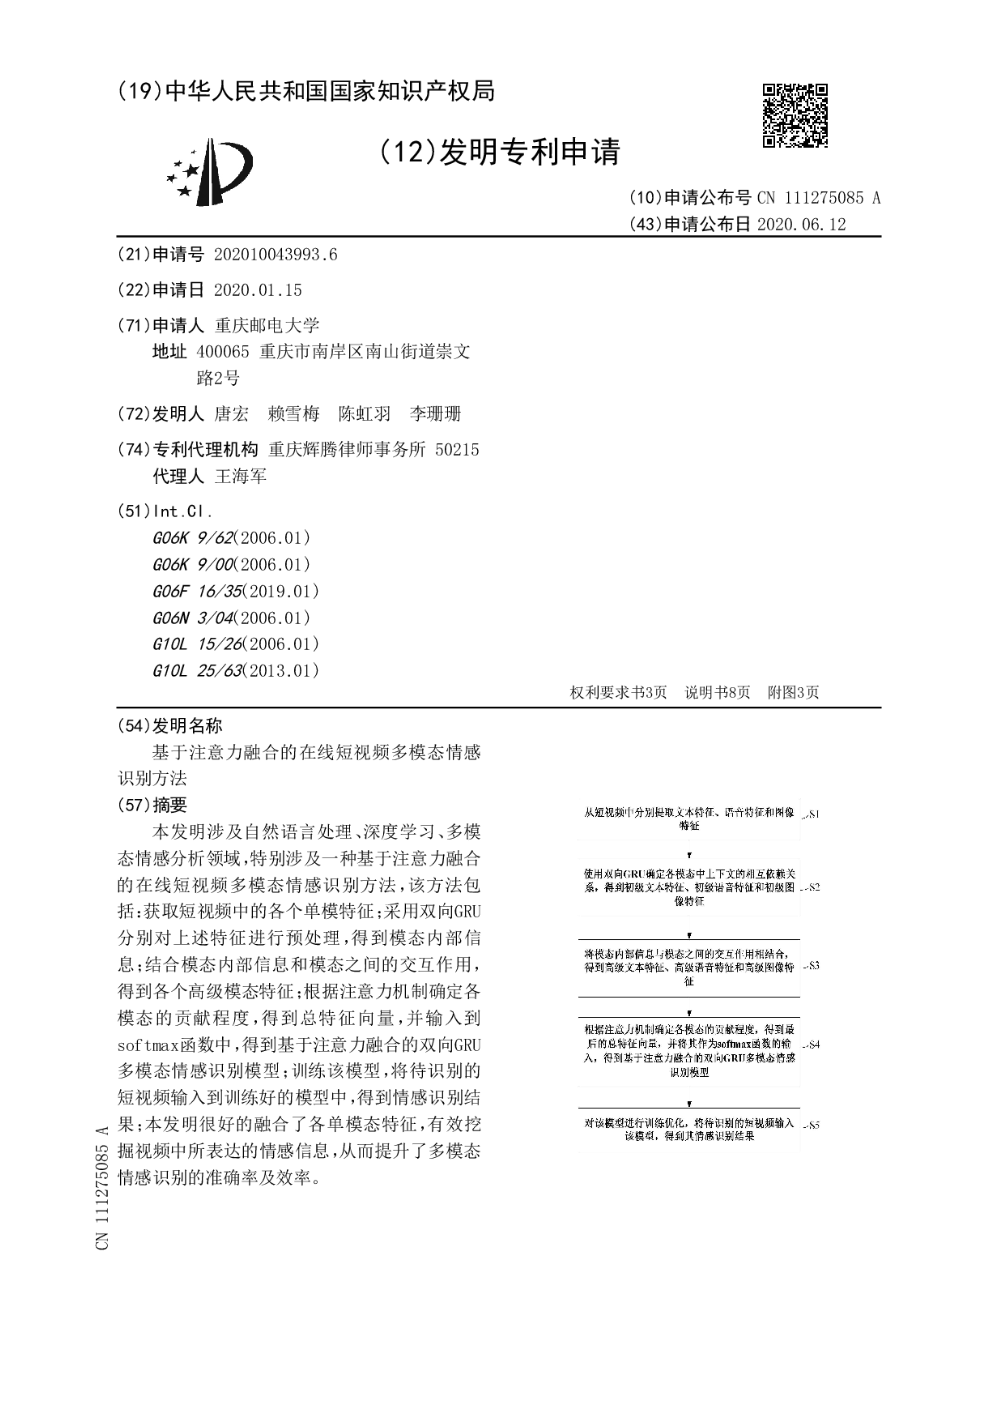 (19)中华人民共和国国家知识产权局
(12)发明专利申请
(10)申请公布号 CN 111275085 A
(43)申请公布日 2020.06.12
(21)申请号 202010043993.6
(22)申请日 2020.01.15
(71)申请人 重庆邮电大学
地址 400065 重庆市南岸区南山街道崇文
路2号
(72)发明人 唐宏 赖雪梅 陈虹羽 李珊珊
(74)专利代理机构 重庆辉腾律师事务所 50215
代理人 王海军
(51)Int.Cl.
G06K 9/62(2006.01)
G06K 9/00(2006.01)
G06F 16/35(2019.01)
G06N 3/04(2006.01)
G10L 15/26(2006.01)
G10L 25/63(2013.01)
权利要求书3页 说明书8页 附图3页
(54)发明名称
基于注意力融合的在线短视频多模态情感
识别方法
(57)摘要
本发明涉及自然语言处理、深度学习、多模
态情感分析领域,特别涉及一种基于注意力融合
的在线短视频多模态情感识别方法,该方法包
括:获取短视频中的各个单模特征;采用双向GRU
分别对上述特征进行预处理,得到模态内部信
息;结合模态内部信息和模态之间的交互作用,
得到各个高级模态特征;根据注意力机制确定各
模态的贡献程度,得到总特征向量,并输入到
softmax函数中,得到基于注意力融合的双向GRU
多模态情感识别模型;训练该模型,将待识别的
短视频输入到训练好的模型中,得到情感识别结
果;本发明很好的融合了各单模态特征,有效挖
掘视频中所表达的情感信息,从而提升了多模态
情感识别的准确率及效率。
从短视频中分别提取文本特征、语音特征和图像
特征
S1
使用双向GRU确定各模态中上下文的相互依赖关
系，得到初级文本特征、初级语音特征和初级图
像特征
S2
将模态内部信息与模态之间的交互作用相结合，
得到高级文本特征、高级语音特征和高级图像特
征
S3
根据注意力机制确定各模态的贡献程度，得到最
后的总特征向量，并将其作为softmax函数的输
入，得到基于注意力融合的双向GRU多模态情感
识别模型
S4
对该模型进行训练优化，将待识别的短视频输入
该模型，得到其情感识别结果
S5
CN 111275085 A